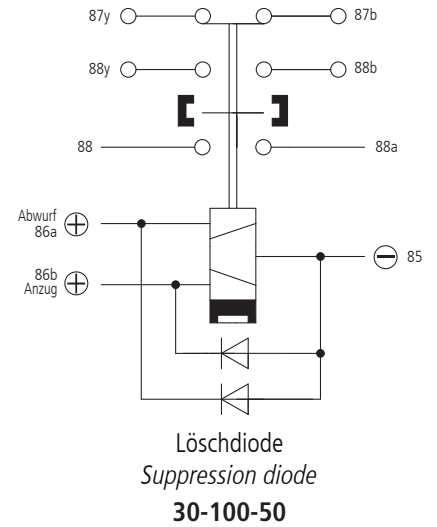 87y 87b
88y 88b
88 88a
Abwurf
86a
85
86b
Anzug
Löschdiode
Suppression diode
30-100-50